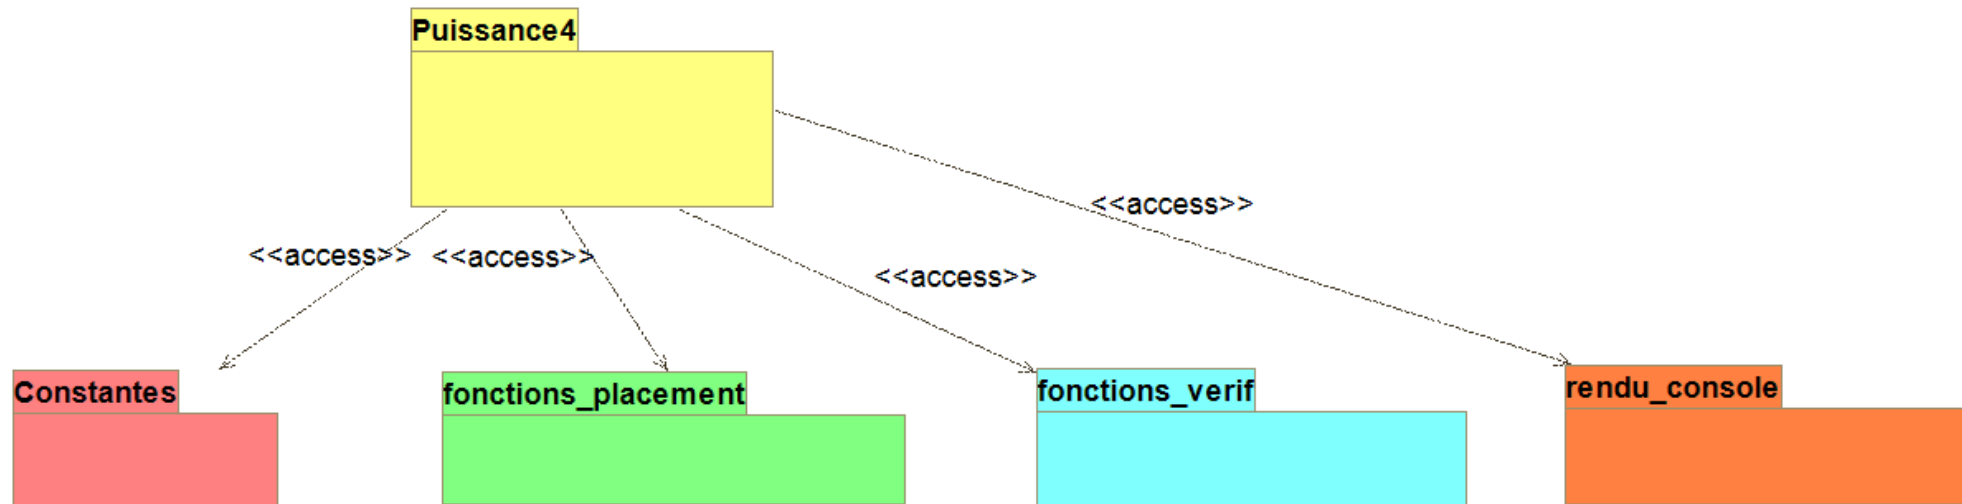 Puissance4
<<access>>
<<access>>
<<access>>
<<access>>
Constantes
fonctions_placement
fonctions_verif
rendu_console